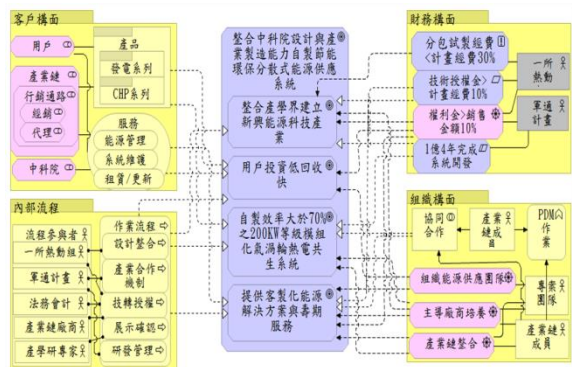 客戶構面
用戶
產業鏈
行銷通路
經銷
代理
中科院
產品
發電系列
CHP系列
服務
能源管理
系統維護
租賃/更新
內部流程
流程參與者
一所熱動組
軍通計畫
法務會計
產業鏈廠商
產學研專家
作業流程
設計整合
產業合作
機制
技轉授權
展示確認
研發管理
整合中科院設計與產
業製造能力自製節能
環保分散式能源供應
系統
整合產學界建立
新興能源科技產
業
用戶投資低回收
快
自製效率大於70%
之200KW等級模組
化氣渦輪熱電共
生系統
提供客製化能源
解決方案與壽期
服務
財務構面
分包試製經費
<計畫經費30%
技術授權金>
計畫經費10%
權利金>銷售
金額10%
1億4年完成
系統開發
一所
熱動
軍通
計畫
組織構面
協同
合作
產業
鏈成
員
PDM
作
業
組織能源供應團隊
主導廠商培養
產業鏈整合
專案
團隊
產業鏈
成員